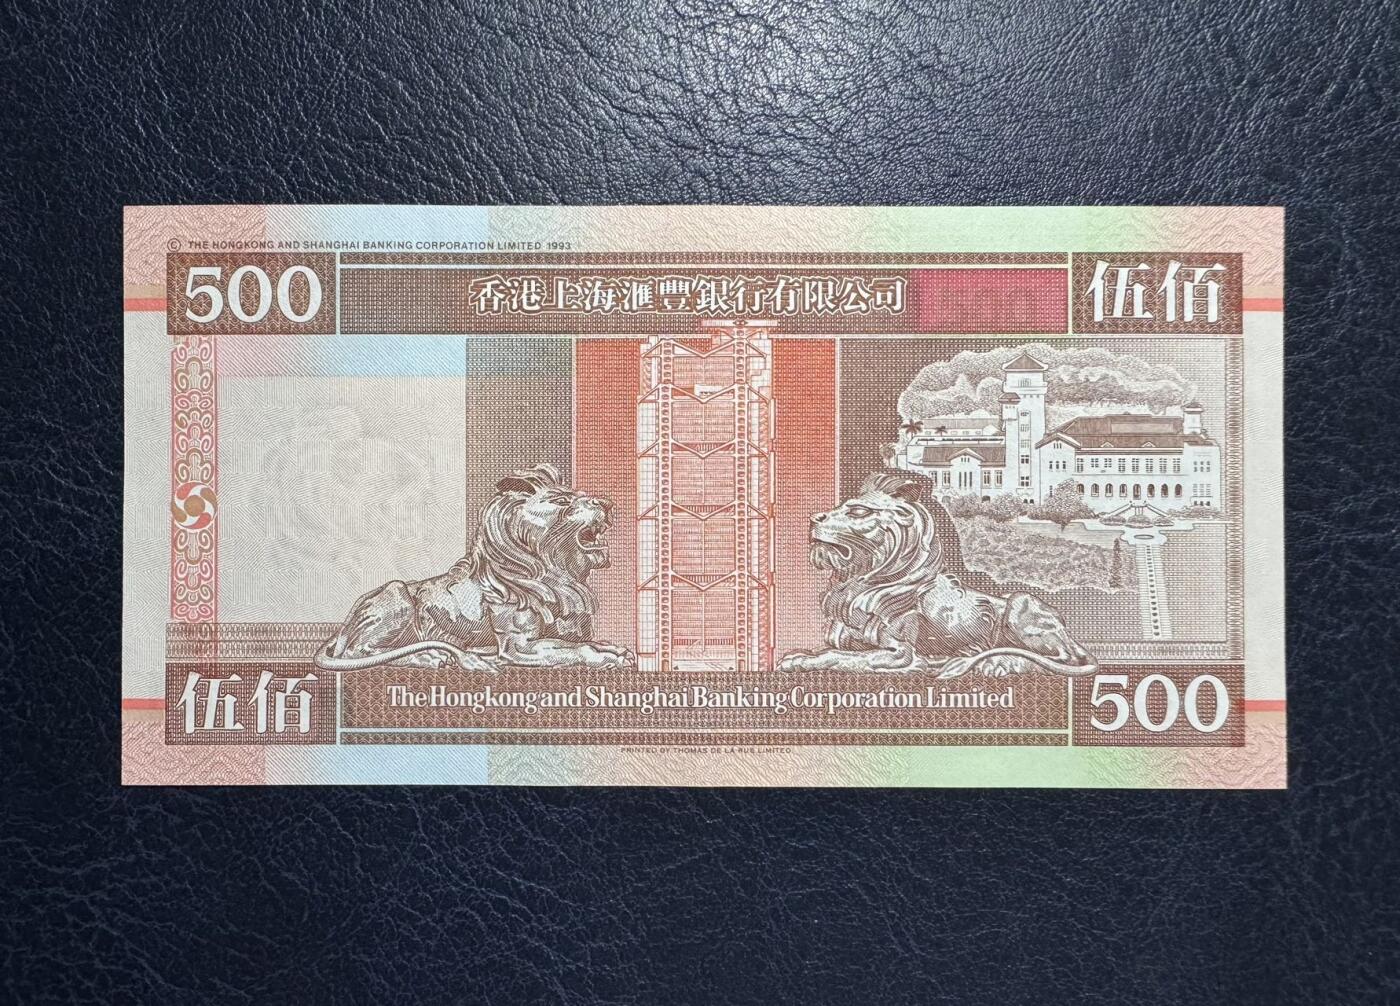 © THE HONGKONG AND SHANGHAI BANKING CORPORATION LIMITED 1993
500
香港上海滙豐銀行有限公司
伍佰
伍佰
The Hongkong and Shanghai Banking Corporation Limited
500
PRINTED BY THOMAS DE LA RUE LIMITED